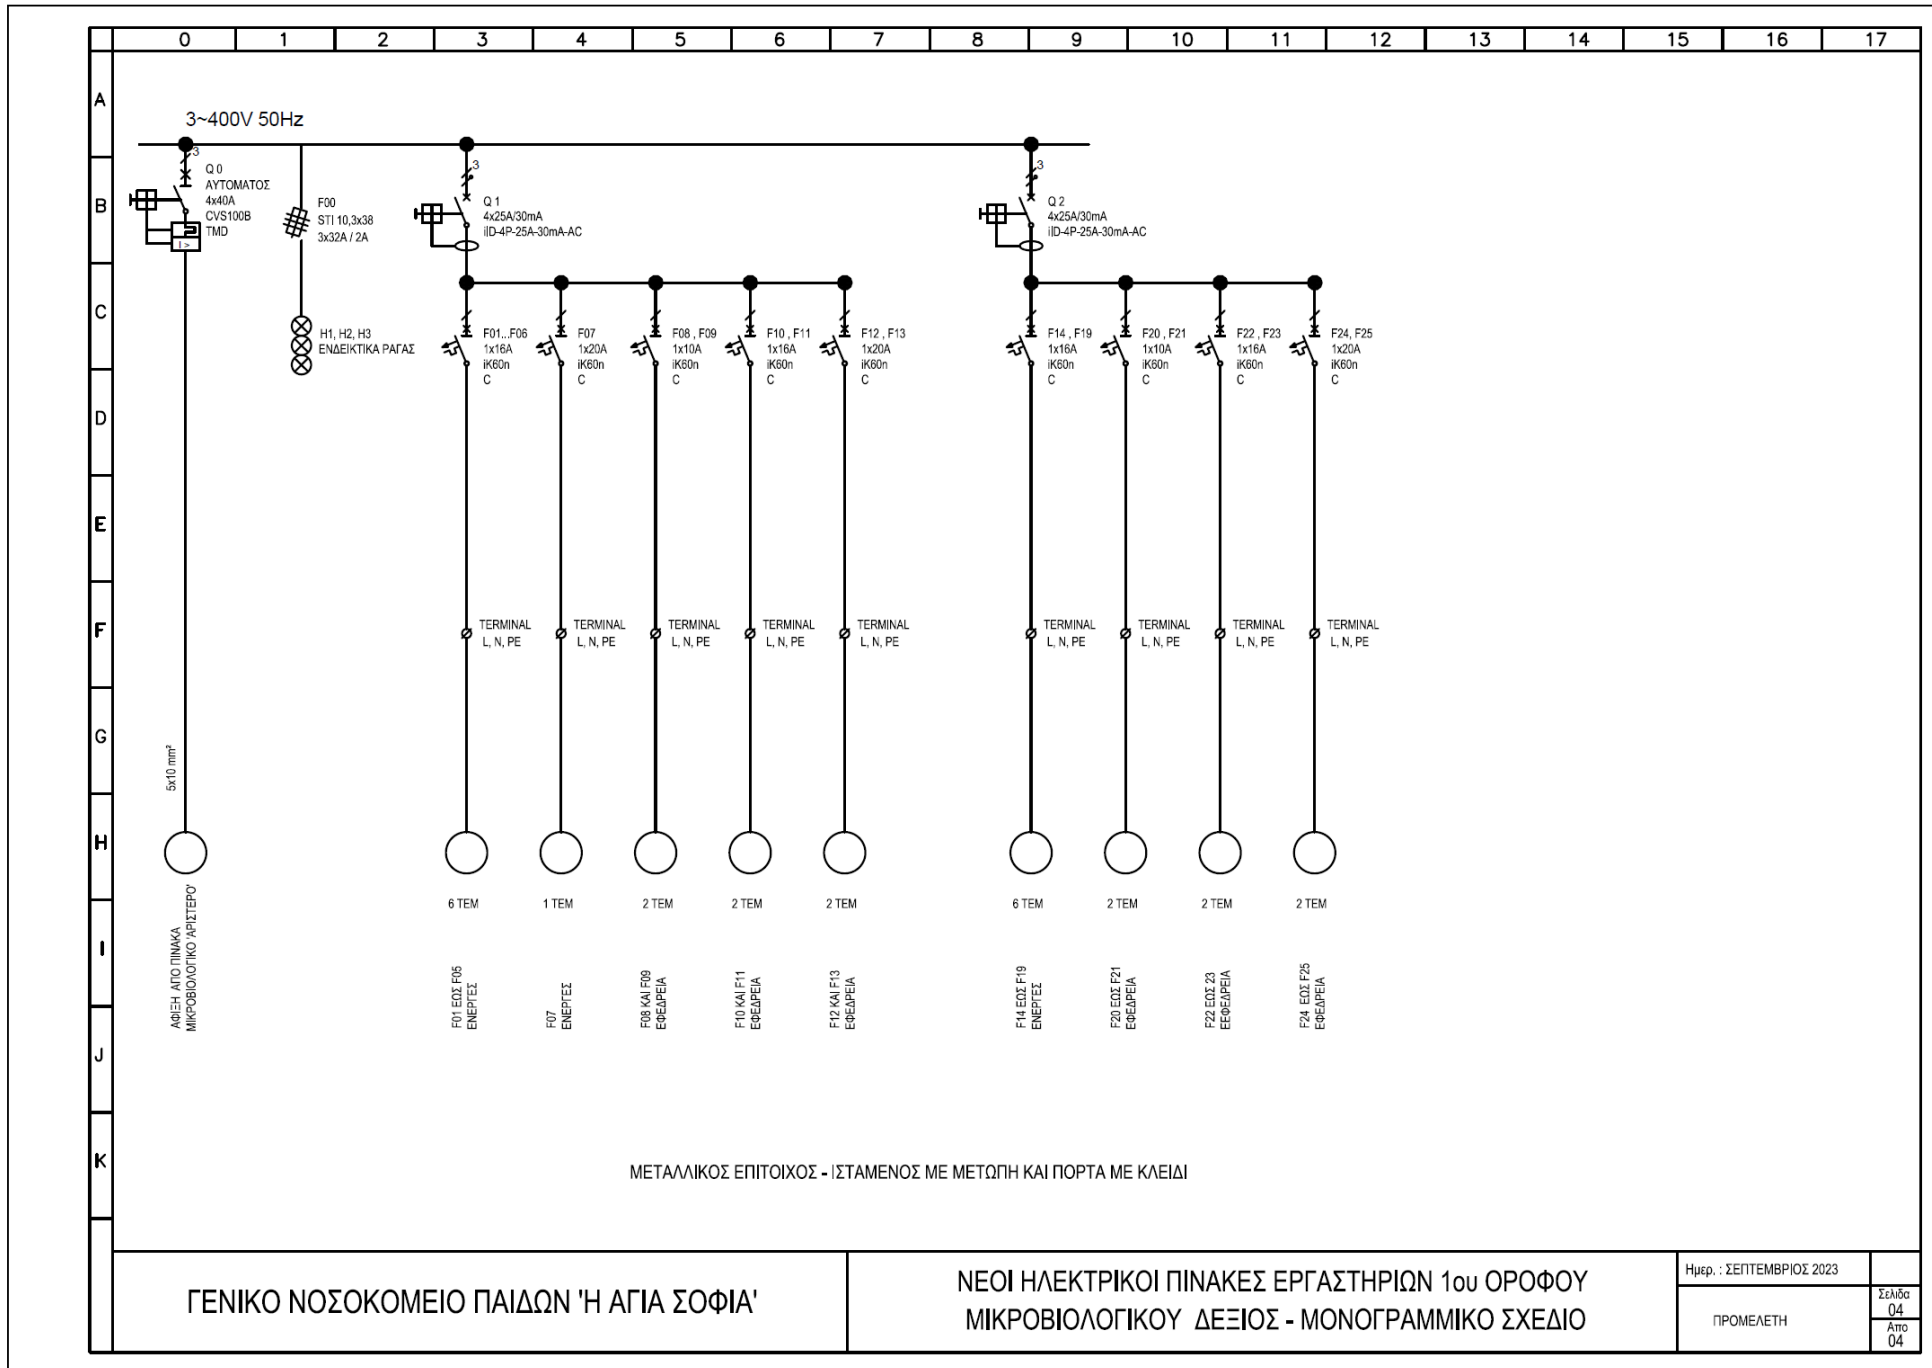 0 1 2 3 4 5 6 7 8 9 10 11 12 13 14 15 16 17
A
B
C
D
E
F
G
H
I
J
K
3~400V 50Hz
3
Q 0
ΑΥΤΟΜΑΤΟΣ
4x40A
CVS100B
TMD
I >
F00
STI 10,3x38
3x32A / 2A
H1, H2, H3
ΕΝΔΕΙΚΤΙΚΑ ΡΑΓΑΣ
3
Q 1
4x25A/30mA
iID-4P-25A-30mA-AC
3
Q 2
4x25A/30mA
iID-4P-25A-30mA-AC
F01...F06
1x16A
iK60n
C
F07
1x20A
iK60n
C
F08 , F09
1x10A
iK60n
C
F10 , F11
1x16A
iK60n
C
F12 , F13
1x20A
iK60n
C
F14 , F19
1x16A
iK60n
C
F20 , F21
1x10A
iK60n
C
F22 , F23
1x16A
iK60n
C
F24, F25
1x20A
iK60n
C
TERMINAL
L, N, PE
TERMINAL
L, N, PE
TERMINAL
L, N, PE
TERMINAL
L, N, PE
TERMINAL
L, N, PE
TERMINAL
L, N, PE
TERMINAL
L, N, PE
TERMINAL
L, N, PE
TERMINAL
L, N, PE
5x10 mm²
6 TEM
1 TEM
2 TEM
2 TEM
2 TEM
6 TEM
2 TEM
2 TEM
2 TEM
ΑΦΙΞΗ ΑΠΟ ΠΙΝΑΚΑ
ΜΙΚΡΟΒΙΟΛΟΓΙΚΟ 'ΑΡΙΣΤΕΡΟ'
F01 ΕΩΣ F05
ΕΝΕΡΓΕΣ
F07
ΕΝΕΡΓΕΣ
F08 ΚΑΙ F09
ΕΦΕΔΡΕΙΑ
F10 ΚΑΙ F11
ΕΦΕΔΡΕΙΑ
F12 ΚΑΙ F13
ΕΦΕΔΡΕΙΑ
F14 ΕΩΣ F19
ΕΝΕΡΓΕΣ
F20 ΕΩΣ F21
ΕΦΕΔΡΕΙΑ
F22 ΕΩΣ 23
ΕΕΦΕΔΡΕΙΑ
F24 ΕΩΣ F25
ΕΦΕΔΡΕΙΑ
ΜΕΤΑΛΛΙΚΟΣ ΕΠΙΤΟΙΧΟΣ - ΙΣΤΑΜΕΝΟΣ ΜΕ ΜΕΤΩΠΗ ΚΑΙ ΠΟΡΤΑ ΜΕ ΚΛΕΙΔΙ
ΓΕΝΙΚΟ ΝΟΣΟΚΟΜΕΙΟ ΠΑΙΔΩΝ 'Η ΑΓΙΑ ΣΟΦΙΑ'
ΝΕΟΙ ΗΛΕΚΤΡΙΚΟΙ ΠΙΝΑΚΕΣ ΕΡΓΑΣΤΗΡΙΩΝ 1ου ΟΡΟΦΟΥ
ΜΙΚΡΟΒΙΟΛΟΓΙΚΟΥ ΔΕΞΙΟΣ - ΜΟΝΟΓΡΑΜΜΙΚΟ ΣΧΕΔΙΟ
Ημερ. : ΣΕΠΤΕΜΒΡΙΟΣ 2023
ΠΡΟΜΕΛΕΤΗ
Σελιδα
04
Απο
04